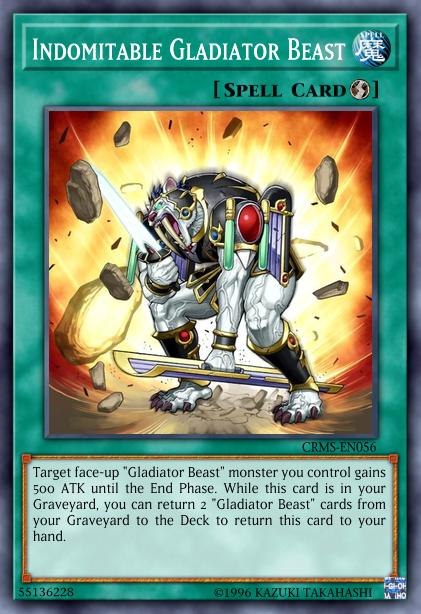 INDOMITABLE GLADIATOR BEAST
SPELL
魔
[SPELL CARD]
CRMS-EN056
Target face-up "Gladiator Beast" monster you control gains
500 ATK until the End Phase. While this card is in your
Graveyard, you can return 2 "Gladiator Beast" cards from
your Graveyard to the Deck to return this card to your
hand.
55136228
©1996 KAZUKI TAKAHASHI